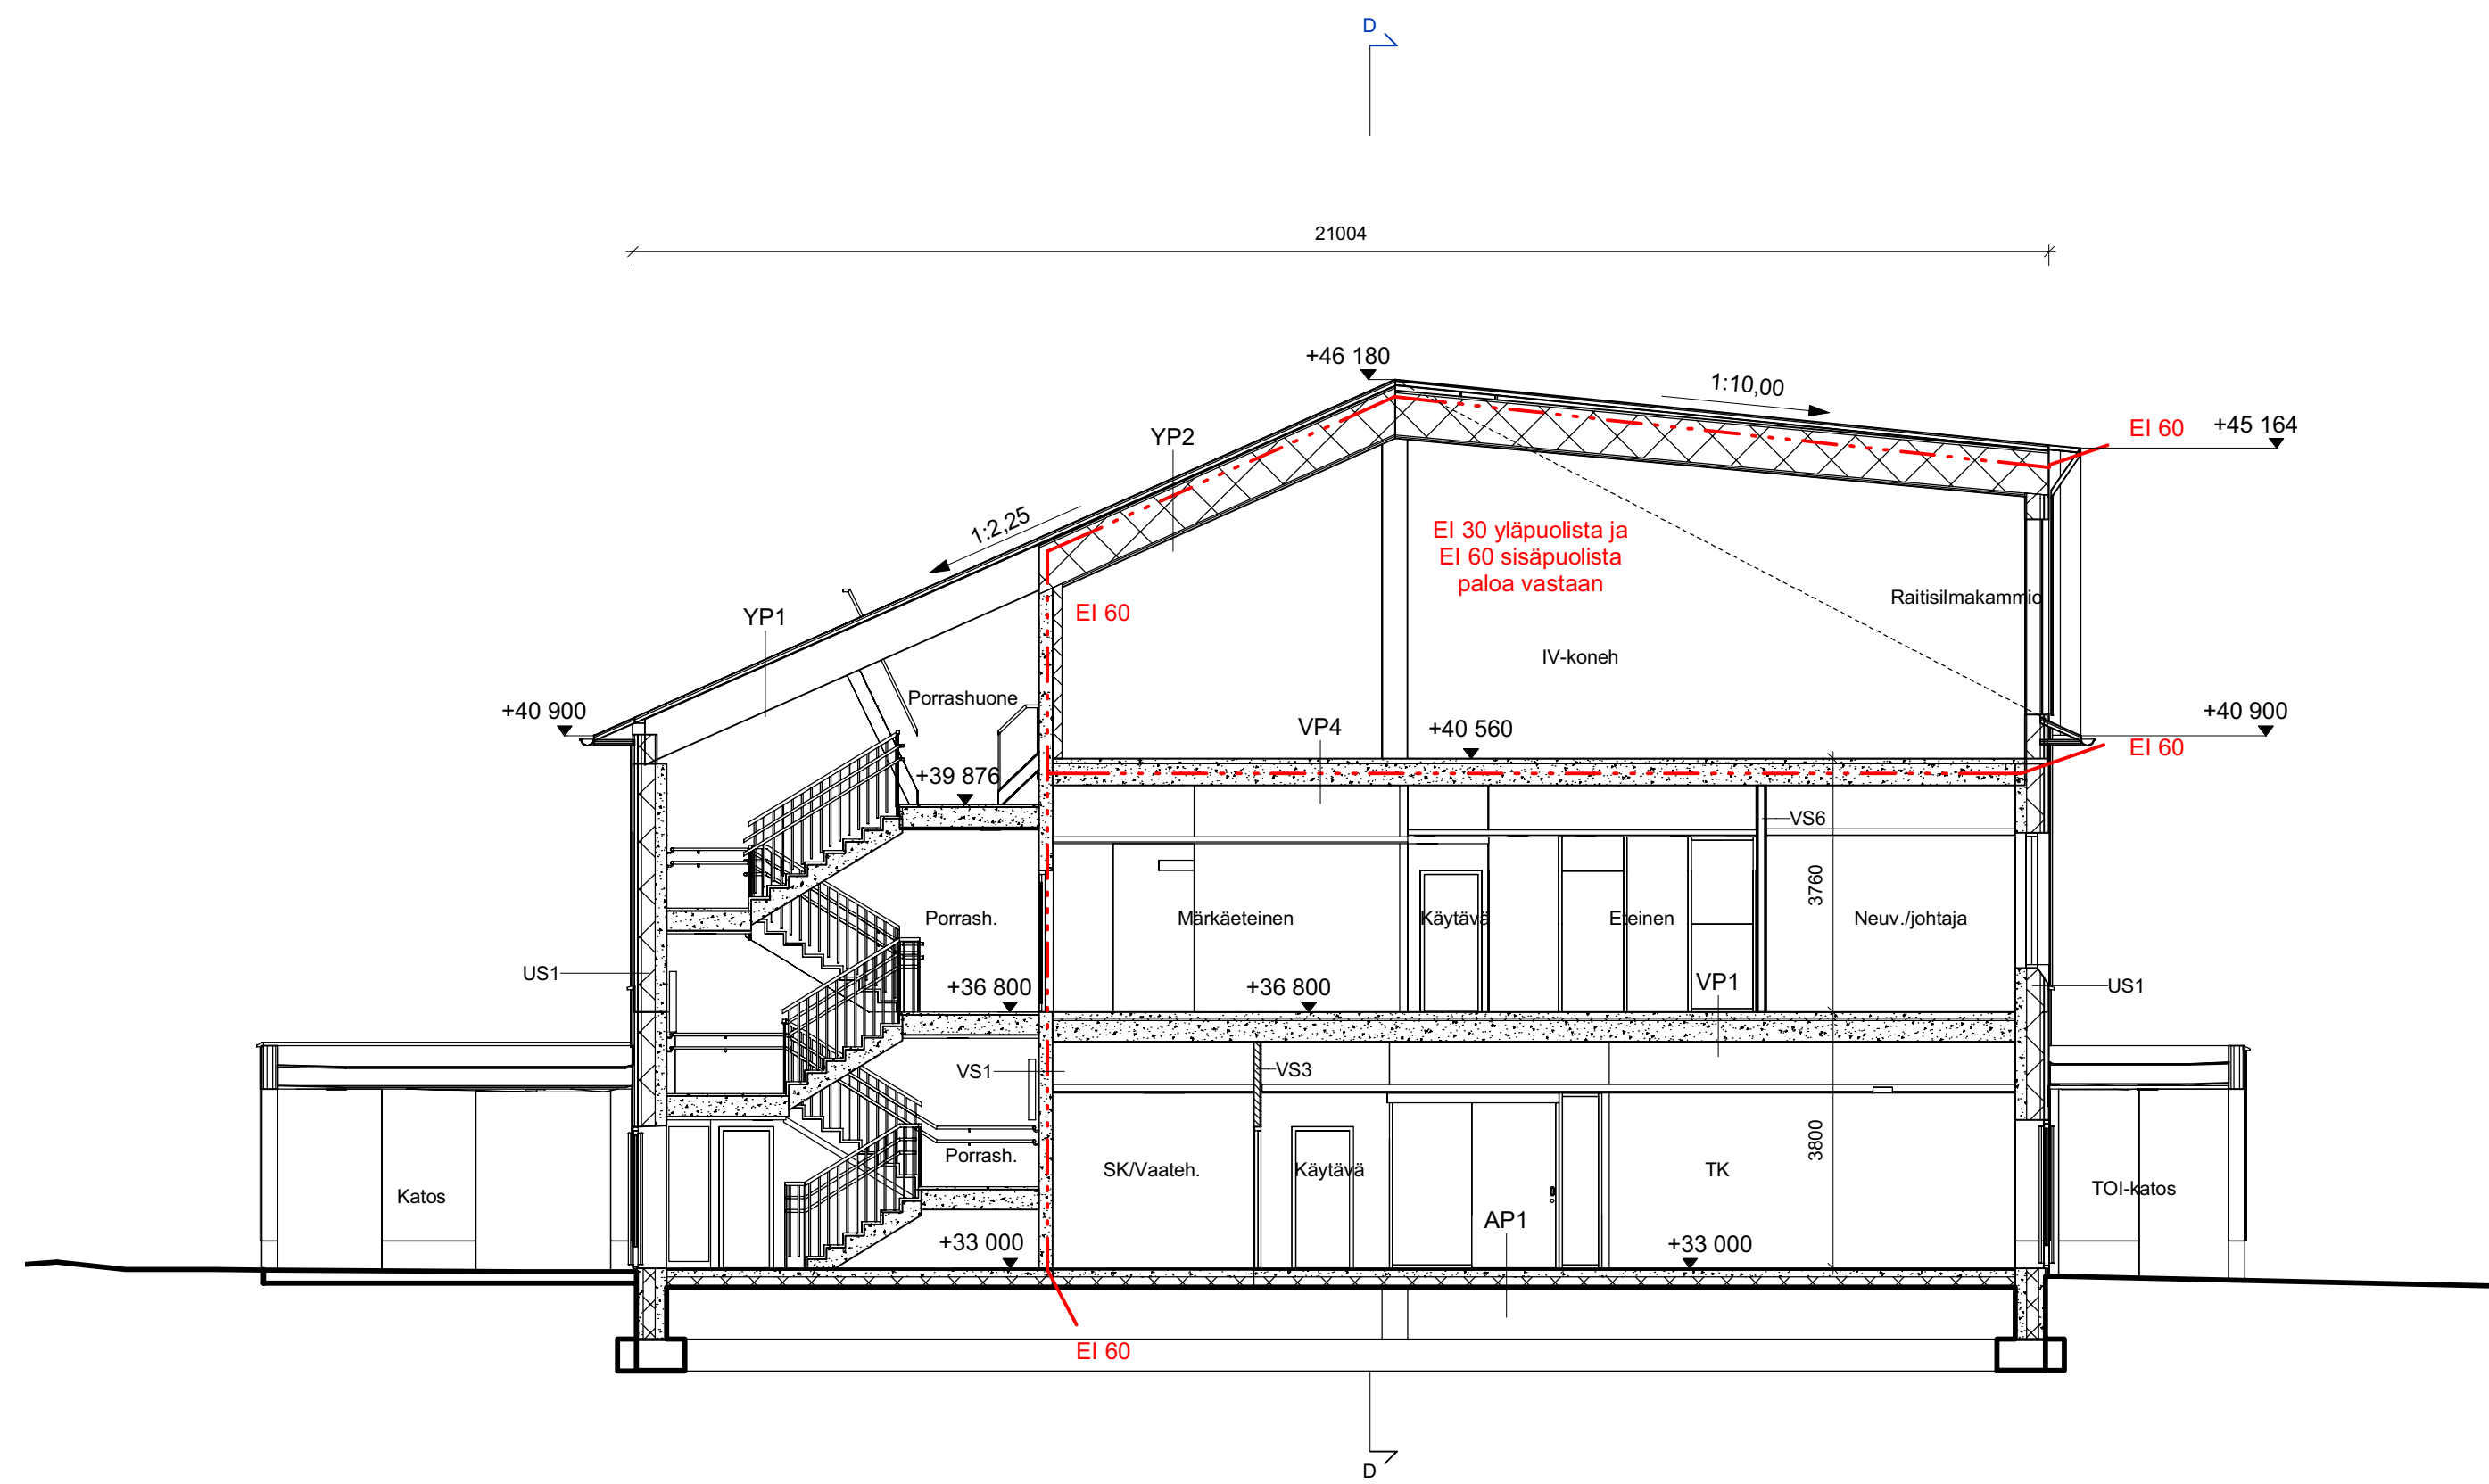 D
21004
+46 180
1:10,00
EI 60
+45 164
YP2
1:2,25
EI 30 yläpuolista ja
EI 60 sisäpuolista
paloa vastaan
Raitisilmakammio
EI 60
YP1
IV-koneh
Porrashuone
+40 900
VP4
+40 560
+40 900
EI 60
+39 876
VS6
3760
Porrash.
Märkäeteinen
Käytävä
Eteinen
Neuv./johtaja
US1
+36 800
+36 800
VP1
US1
VS1
VS3
3800
Porrash.
SK/Vaateh.
Käytävä
TK
Katos
TOI-katos
AP1
+33 000
+33 000
EI 60
D